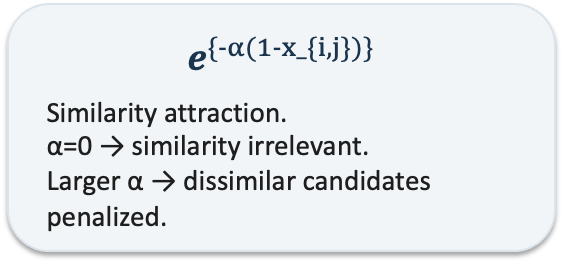 e{-α(1-x_{i,j})}
Similarity attraction.
α=0 → similarity irrelevant.
Larger α → dissimilar candidates
penalized.